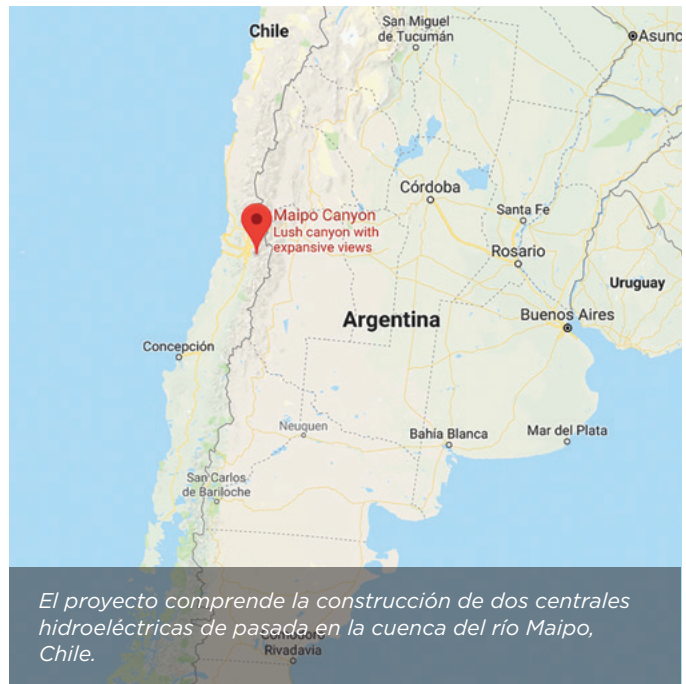 San Miguel
de Tucumán
Chile
Asunc
Maipo Canyon
Lush canyon with
expansive views
Córdoba
Santa Fe
Rosario
Uruguay
Argentina
Buenos Aires
Concepción
Neuquen
Bahía Blanca
Mar del Plata
San Carlos
de Bariloche
El proyecto comprende la construcción de dos centrales
hidroeléctricas de pasada en la cuenca del río Maipo,
Chile.
Comodoro
Rivadavia